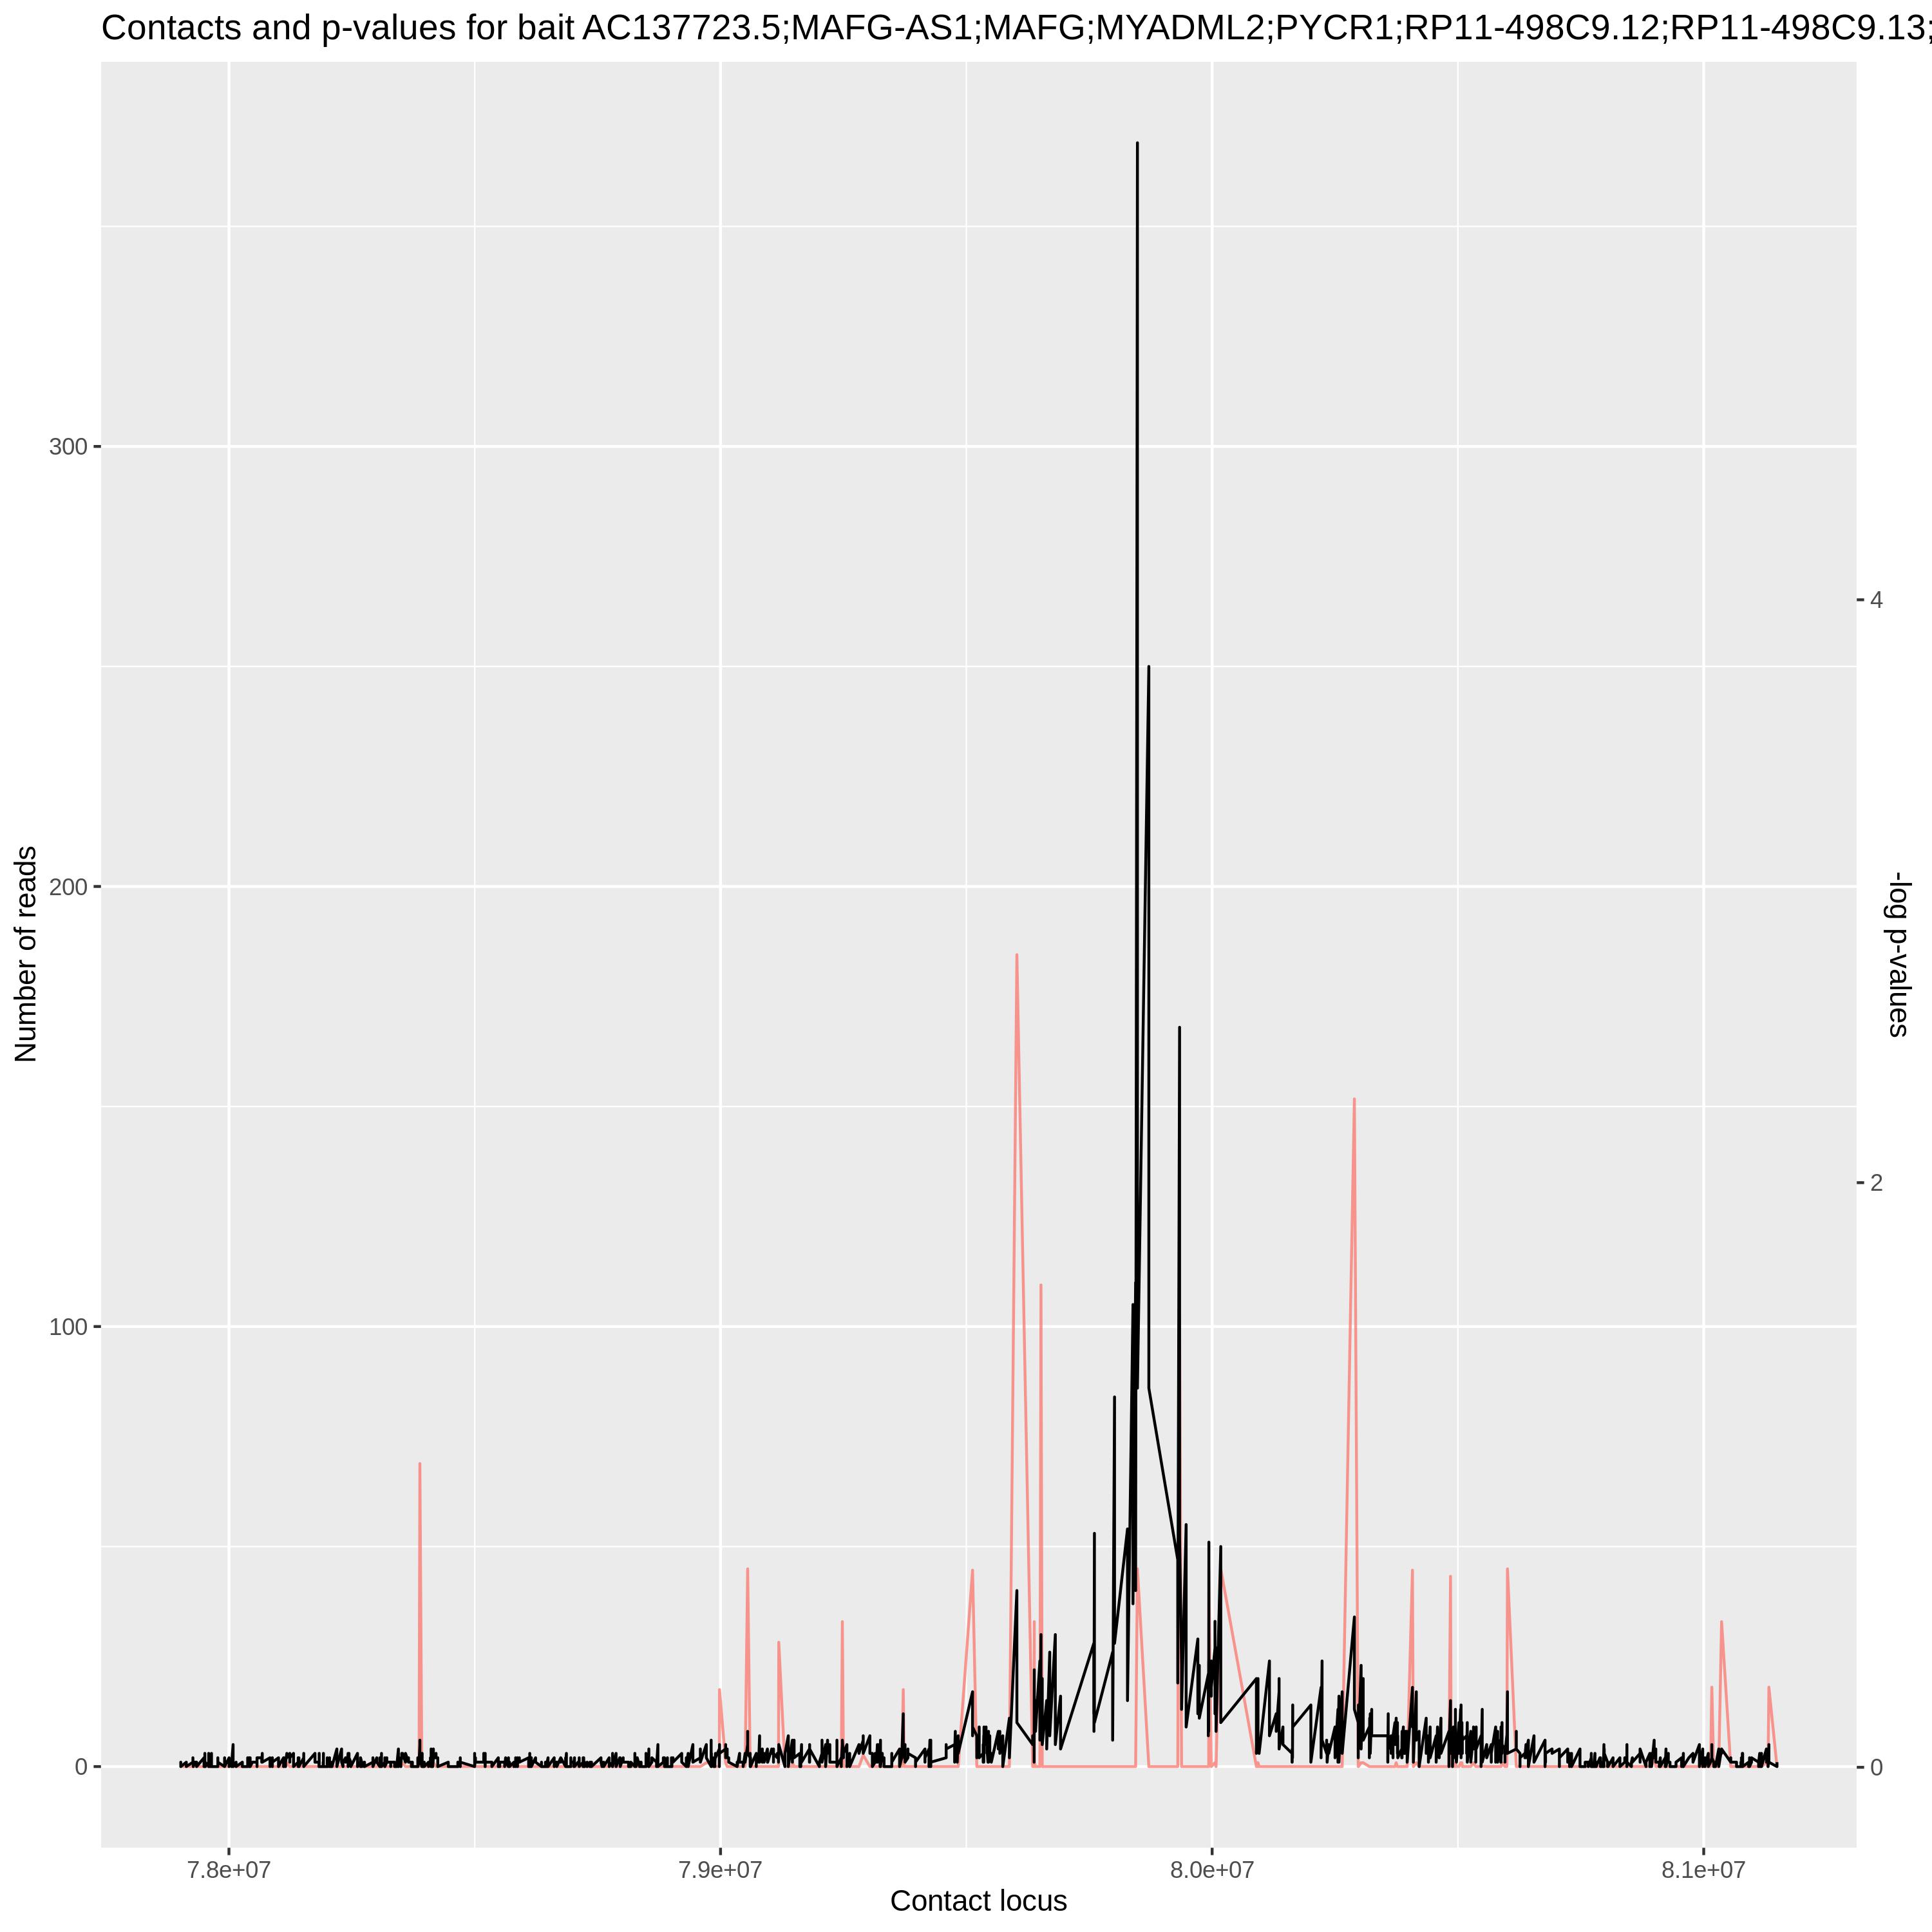 Contacts and p-values for bait AC137723.5;MAFG-AS1;MAFG;MYADML2;PYCR1;RP11-498C9.12;RP11-498C9.13;
300
200
100
0
Number of reads
4
2
0
-log p-values
7.8e+07
7.9e+07
8.0e+07
8.1e+07
Contact locus